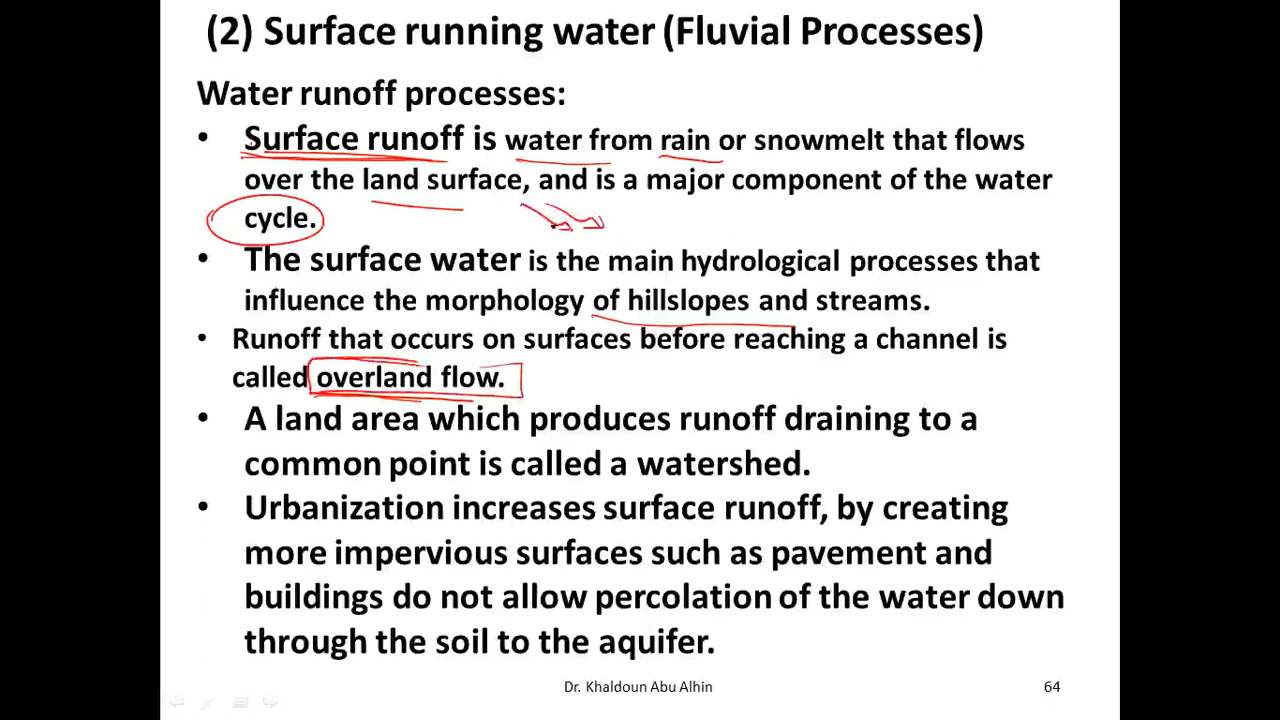 (2) Surface running water (Fluvial Processes)
Water runoff processes:
• Surface runoff is water from rain or snowmelt that flows
over the land surface, and is a major component of the water
cycle.
• The surface water is the main hydrological processes that
influence the morphology of hillslopes and streams.
• Runoff that occurs on surfaces before reaching a channel is
called overland flow.
• A land area which produces runoff draining to a
common point is called a watershed.
• Urbanization increases surface runoff, by creating
more impervious surfaces such as pavement and
buildings do not allow percolation of the water down
through the soil to the aquifer.
Dr. Khaldoun Abu Alhin 64